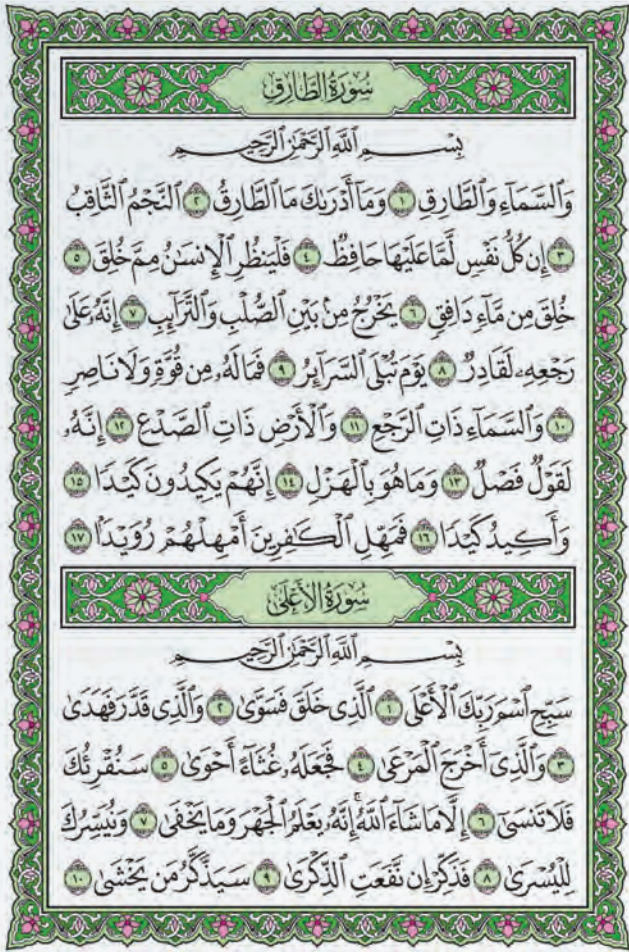 سُورَةُ الطَّارِقِ
بِسْمِ ٱللَّهِ ٱلرَّحْمَٰنِ ٱلرَّحِيمِ
وَٱلسَّمَآءِ وَٱلطَّارِقِ ١ وَمَآ أَدْرَىٰكَ مَا ٱلطَّارِقُ ٢ ٱلنَّجْمُ ٱلثَّاقِبُ
٣ إِن كُلُّ نَفْسٍ لَّمَّا عَلَيْهَا حَافِظٌ ٤ فَلْيَنظُرِ ٱلْإِنسَٰنُ مِمَّ خُلِقَ ٥
خُلِقَ مِن مَّآءٍ دَافِقٍ ٦ يَخْرُجُ مِنۢ بَيْنِ ٱلصُّلْبِ وَٱلتَّرَآئِبِ ٧ إِنَّهُۥ عَلَىٰ
رَجْعِهِۦ لَقَادِرٌ ٨ يَوْمَ تُبْلَى ٱلسَّرَآئِرُ ٩ فَمَا لَهُۥ مِن قُوَّةٍ وَلَا نَاصِرٍ
١٠ وَٱلسَّمَآءِ ذَاتِ ٱلرَّجْعِ ١١ وَٱلْأَرْضِ ذَاتِ ٱلصَّدْعِ ١٢ إِنَّهُۥ
لَقَوْلٌ فَصْلٌ ١٣ وَمَا هُوَ بِٱلْهَزْلِ ١٤ إِنَّهُمْ يَكِيدُونَ كَيْدًا ١٥
وَأَكِيدُ كَيْدًا ١٦ فَمَهِّلِ ٱلْكَٰفِرِينَ أَمْهِلْهُمْ رُوَيْدًۢا ١٧
سُورَةُ الأَعْلَىٰ
بِسْمِ ٱللَّهِ ٱلرَّحْمَٰنِ ٱلرَّحِيمِ
سَبِّحِ ٱسْمَ رَبِّكَ ٱلْأَعْلَى ١ ٱلَّذِى خَلَقَ فَسَوَّىٰ ٢ وَٱلَّذِى قَدَّرَ فَهَدَىٰ
٣ وَٱلَّذِىٓ أَخْرَجَ ٱلْمَرْعَىٰ ٤ فَجَعَلَهُۥ غُثَآءً أَحْوَىٰ ٥ سَنُقْرِئُكَ
فَلَا تَنسَىٰٓ ٦ إِلَّا مَا شَآءَ ٱللَّهُۚ إِنَّهُۥ يَعْلَمُ ٱلْجَهْرَ وَمَا يَخْفَىٰ ٧ وَنُيَسِّرُكَ
لِلْيُسْرَىٰ ٨ فَذَكِّرْ إِن نَّفَعَتِ ٱلذِّكْرَىٰ ٩ سَيَذَّكَّرُ مَن يَخْشَىٰ ١٠